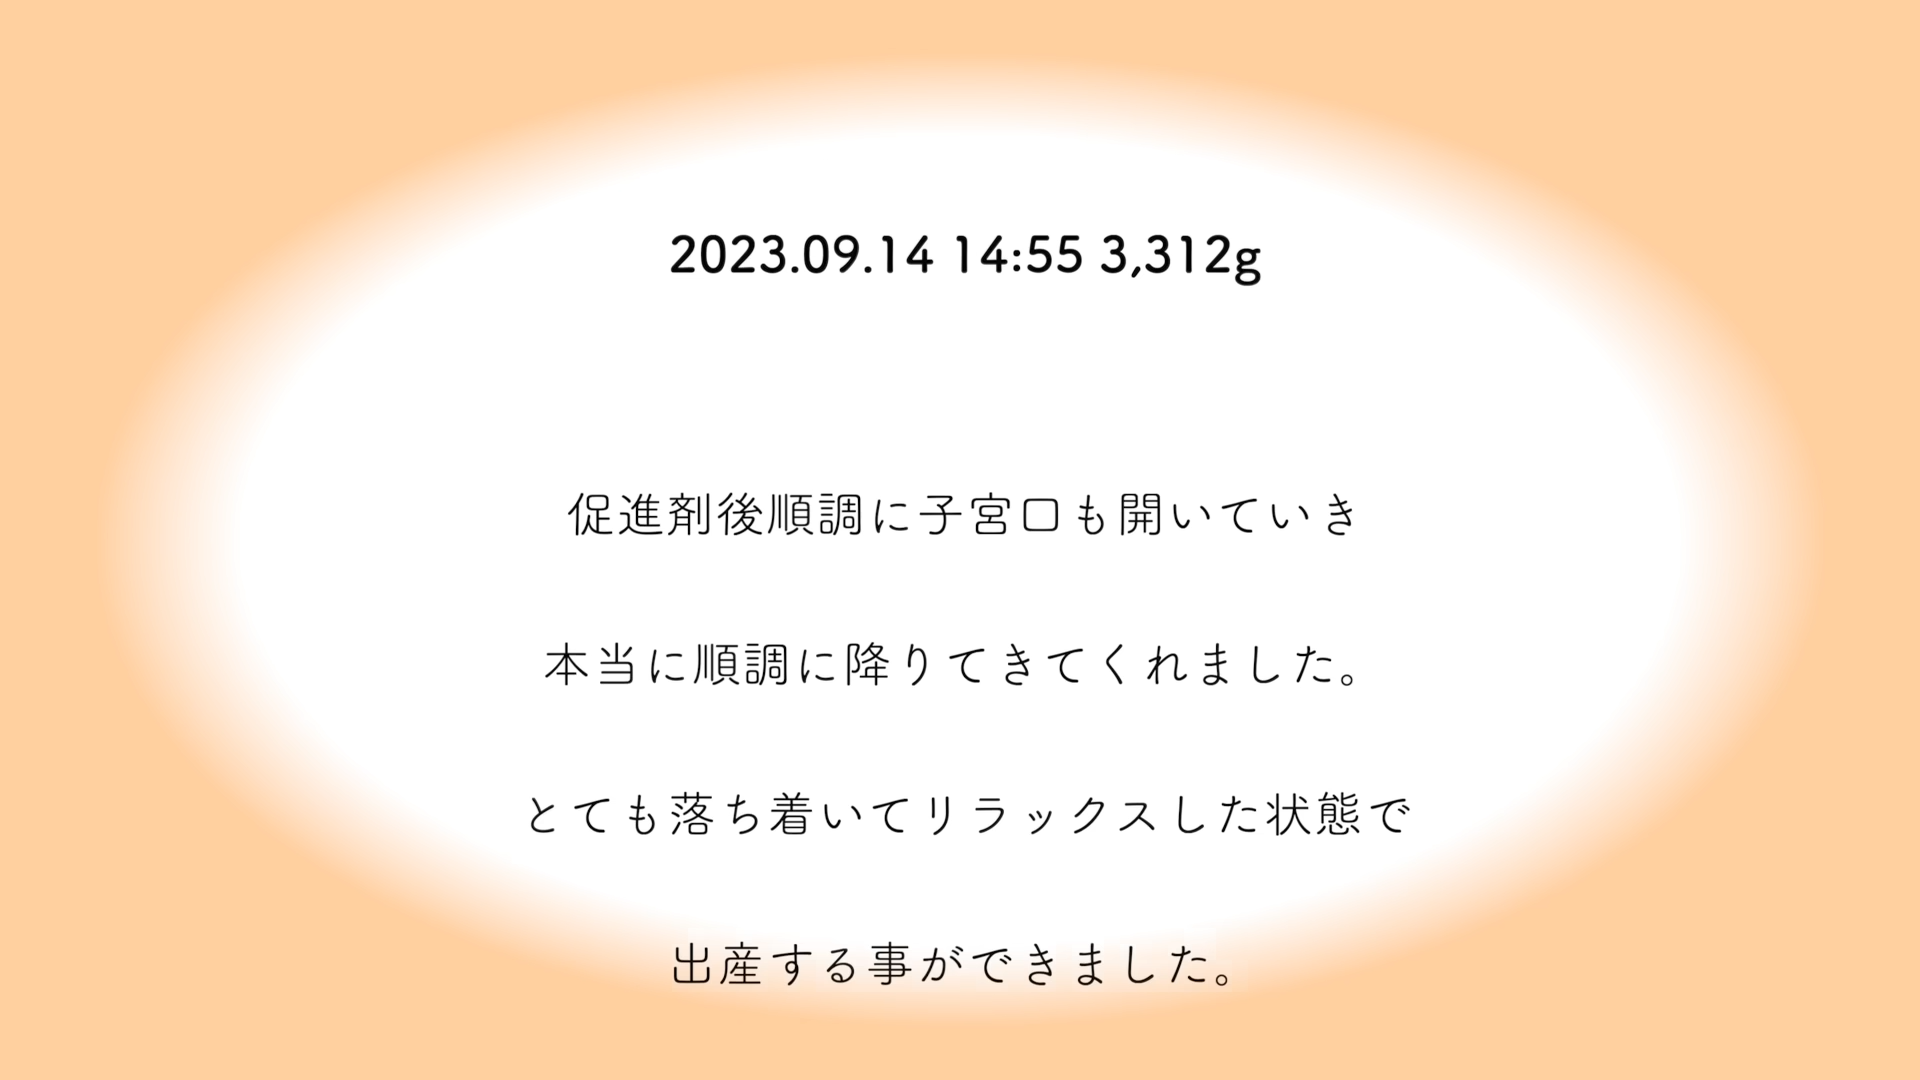 2023.09.14 14:55 3,312g
促進剤後順調に子宮口も開いていき
本当に順調に降りてきてくれました。
とても落ち着いてリラックスした状態で
出産する事ができました。